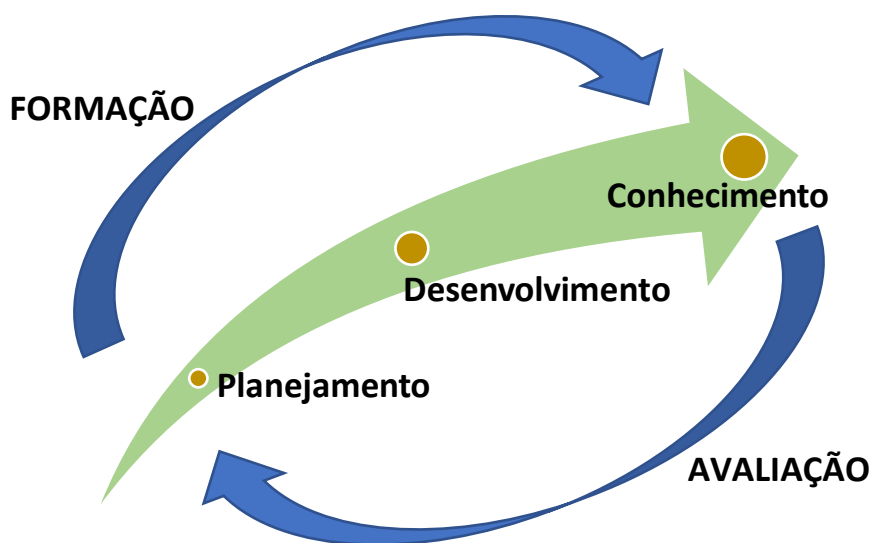 FORMAÇÃO
Conhecimento
Desenvolvimento
Planejamento
AVALIAÇÃO